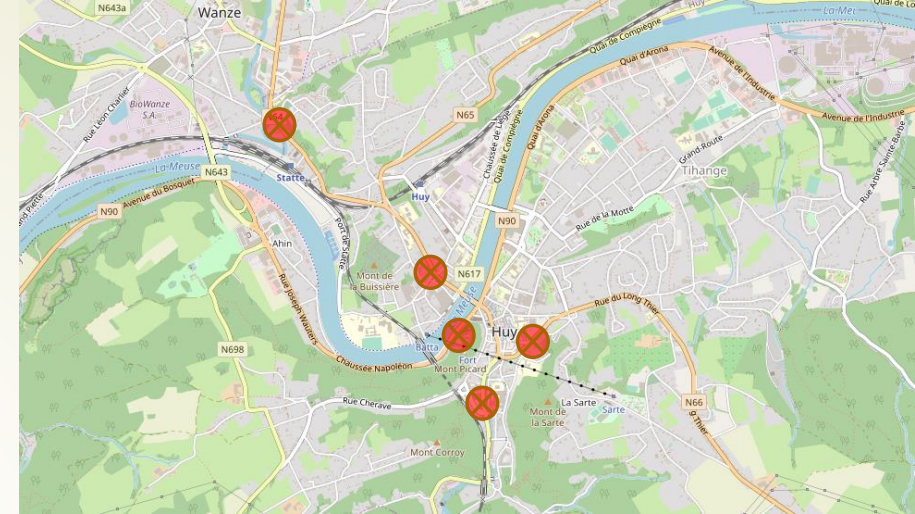 N643a
Wanze
La Meu
Quai de Lo
Huy
Quai de Compiègne
Quai d'Arona
Avenue de l'Industrie
BioWanze
S.A.
Rue Léon Charlier
N65
Chaussée de Liège
Quai de Compiègne
Quai d'Arona
Avenue de l'Industrie
Grand-Route
Tihange
Rue Arbre Sainte-Barbe
La Meuse
N643
Statte
Avenue du Bosquet
N90
Huy
N90
Rue de la Motte
Port de Statte
Ahin
Mont de
la Buissière
N617
Meuse
Rue Joseph Wauters
Rue du Long Thier
Huy
N698
Batta
Fort
Mont Picard
Chaussée Napoléon
La Sarte
Sarte
N66
g Thier
Rue Cherave
Mont de
la Sarte
Mont Corroy